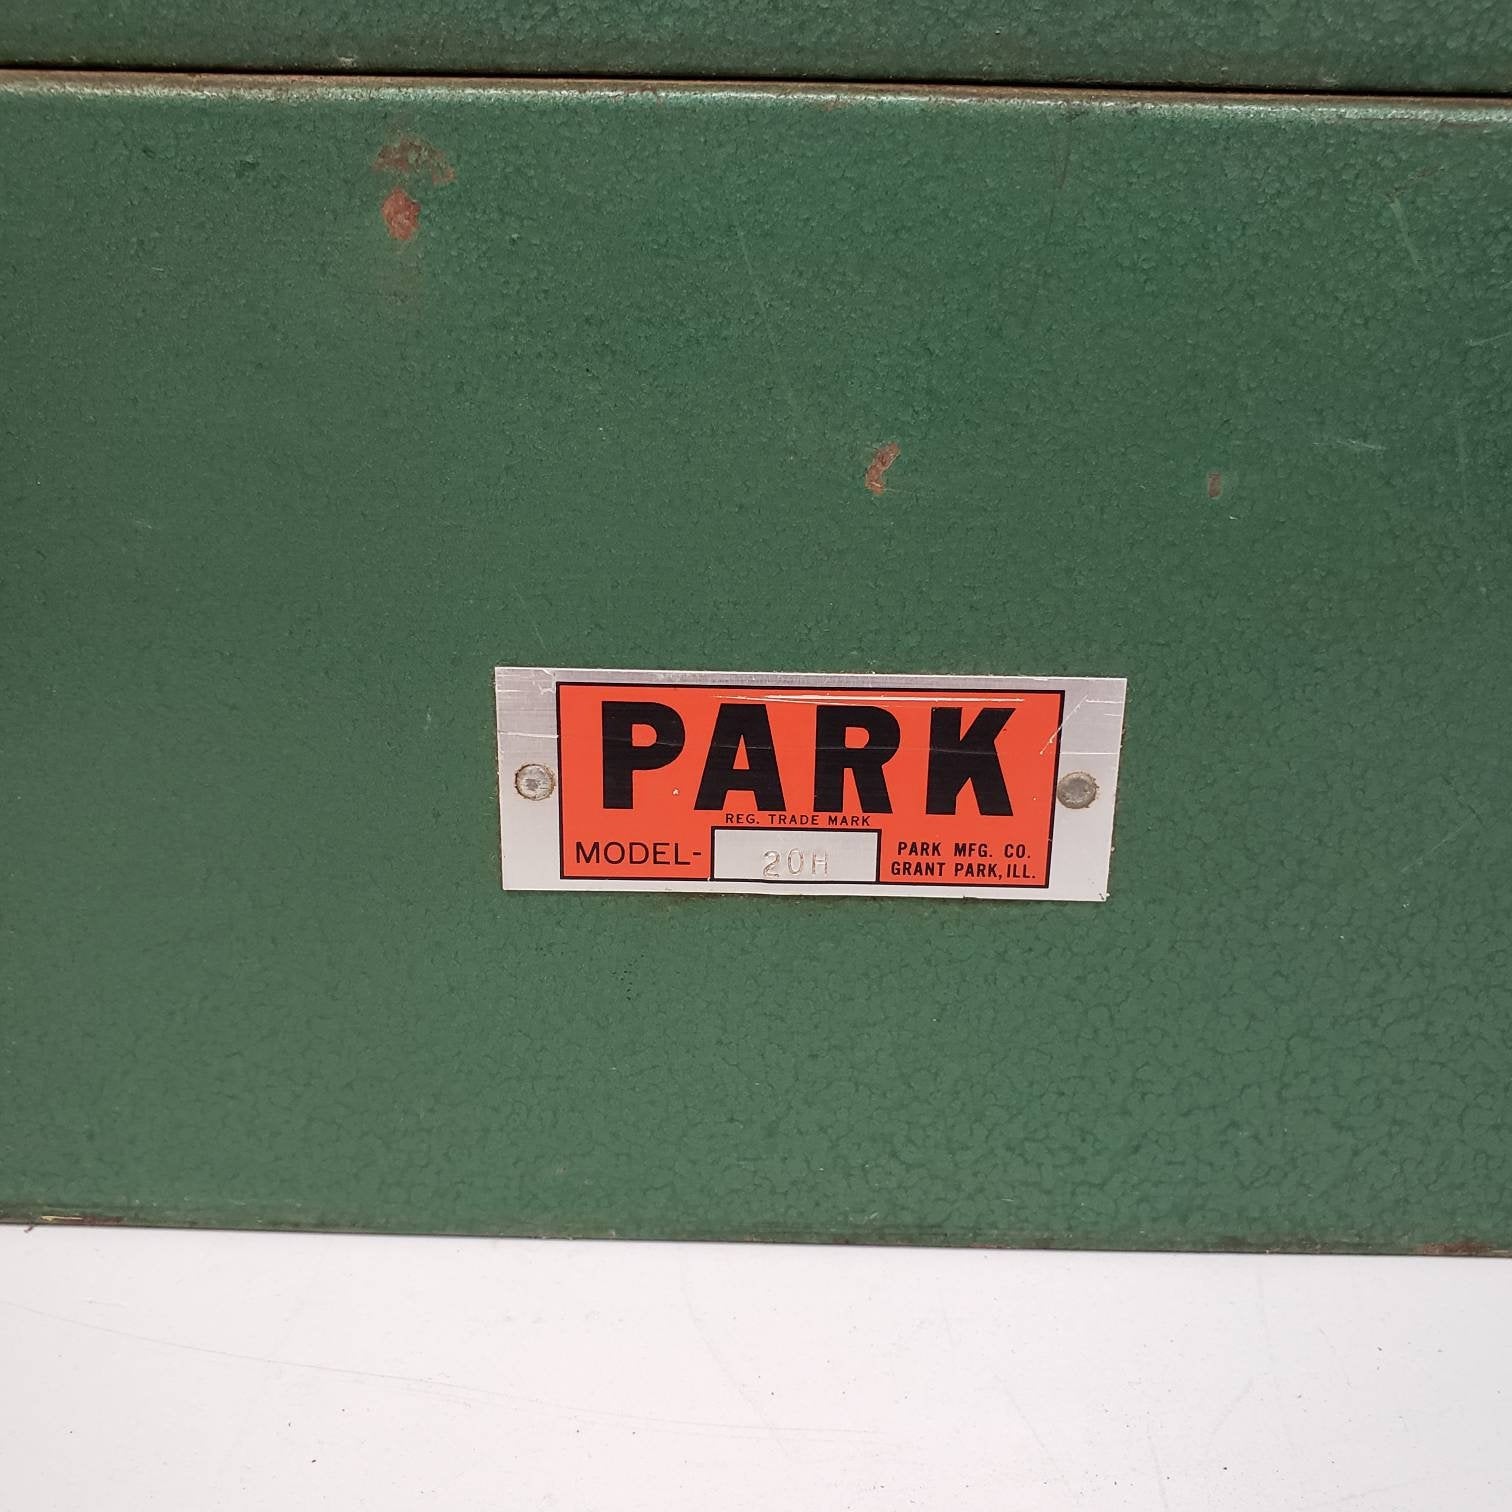 PARK
REG. TRADE MARK
MODEL- 20H
PARK MFG. CO.
GRANT PARK, ILL.